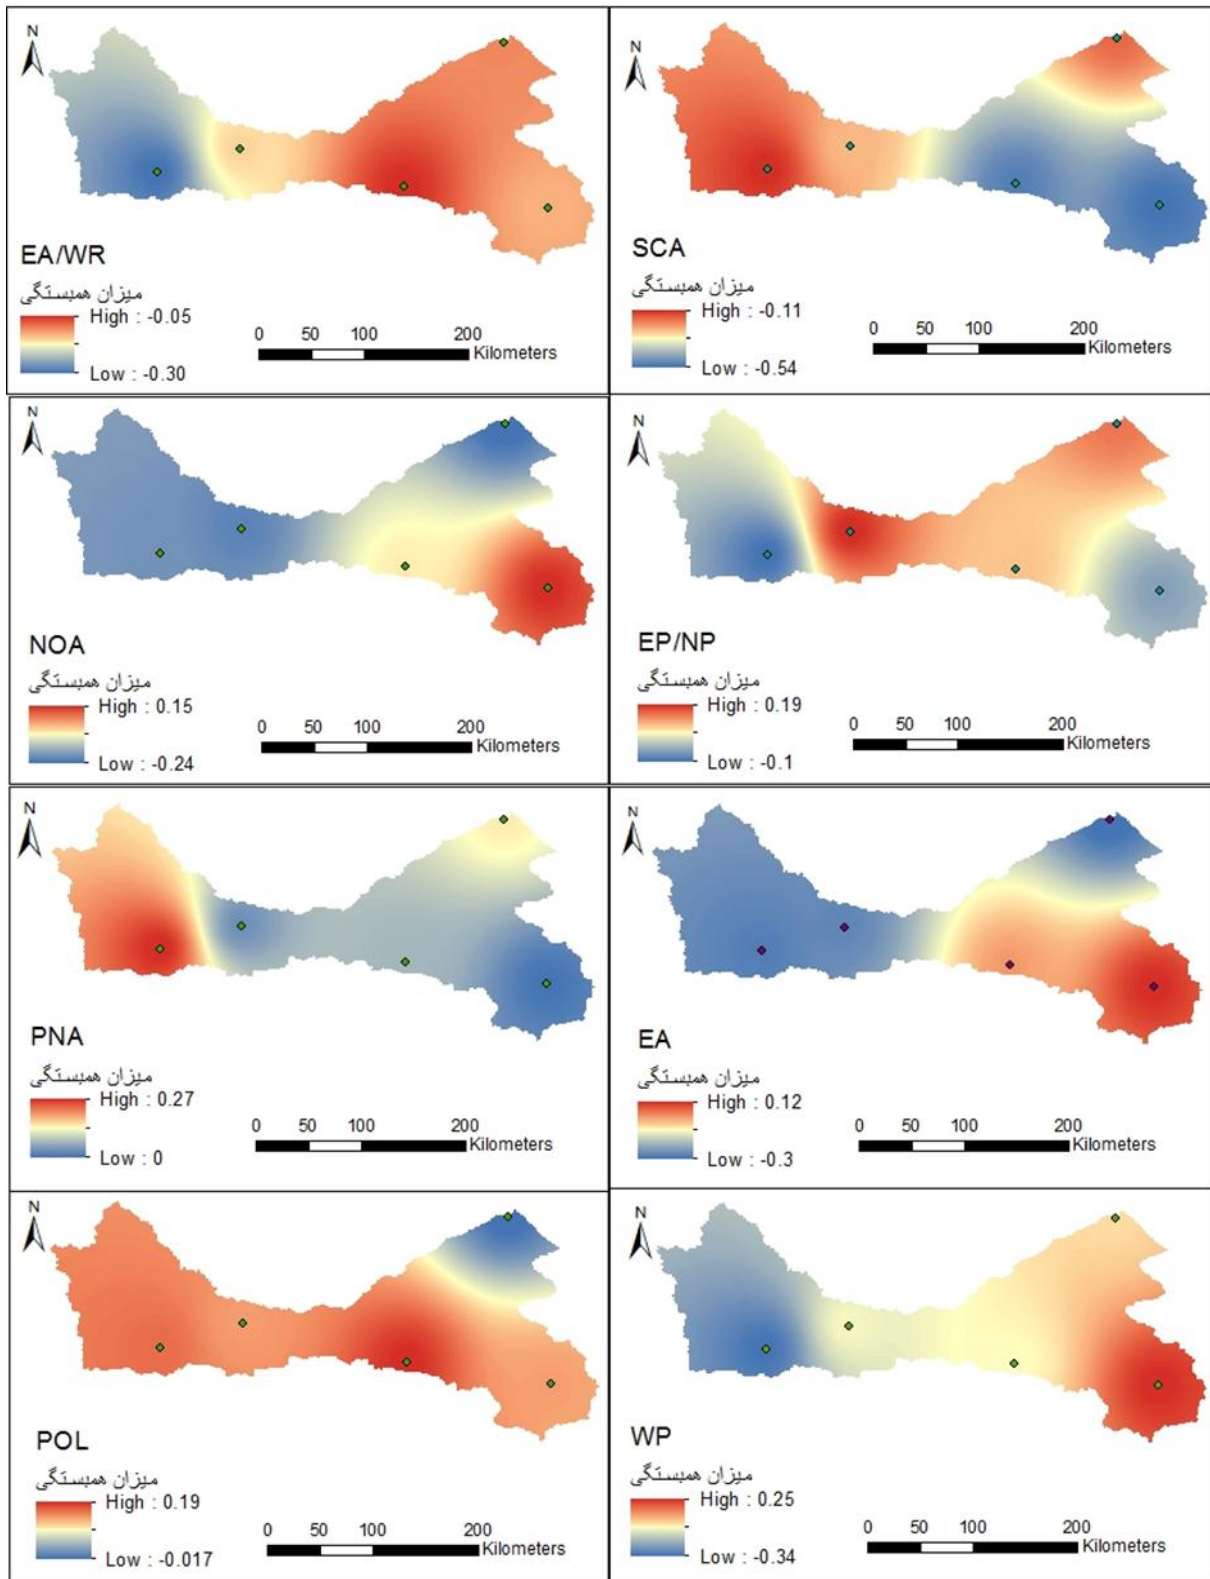 N
EA/WR
میزان همبستگی
High : -0.05
Low : -0.30
0 50 100 200
Kilometers
N
SCA
میزان همبستگی
High : -0.11
Low : -0.54
0 50 100 200
Kilometers
N
NOA
میزان همبستگی
High : 0.15
Low : -0.24
0 50 100 200
Kilometers
N
EP/NP
میزان همبستگی
High : 0.19
Low : -0.1
0 50 100 200
Kilometers
N
PNA
میزان همبستگی
High : 0.27
Low : 0
0 50 100 200
Kilometers
N
EA
میزان همبستگی
High : 0.12
Low : -0.3
0 50 100 200
Kilometers
N
POL
میزان همبستگی
High : 0.19
Low : -0.017
0 50 100 200
Kilometers
N
WP
میزان همبستگی
High : 0.25
Low : -0.34
0 50 100 200
Kilometers